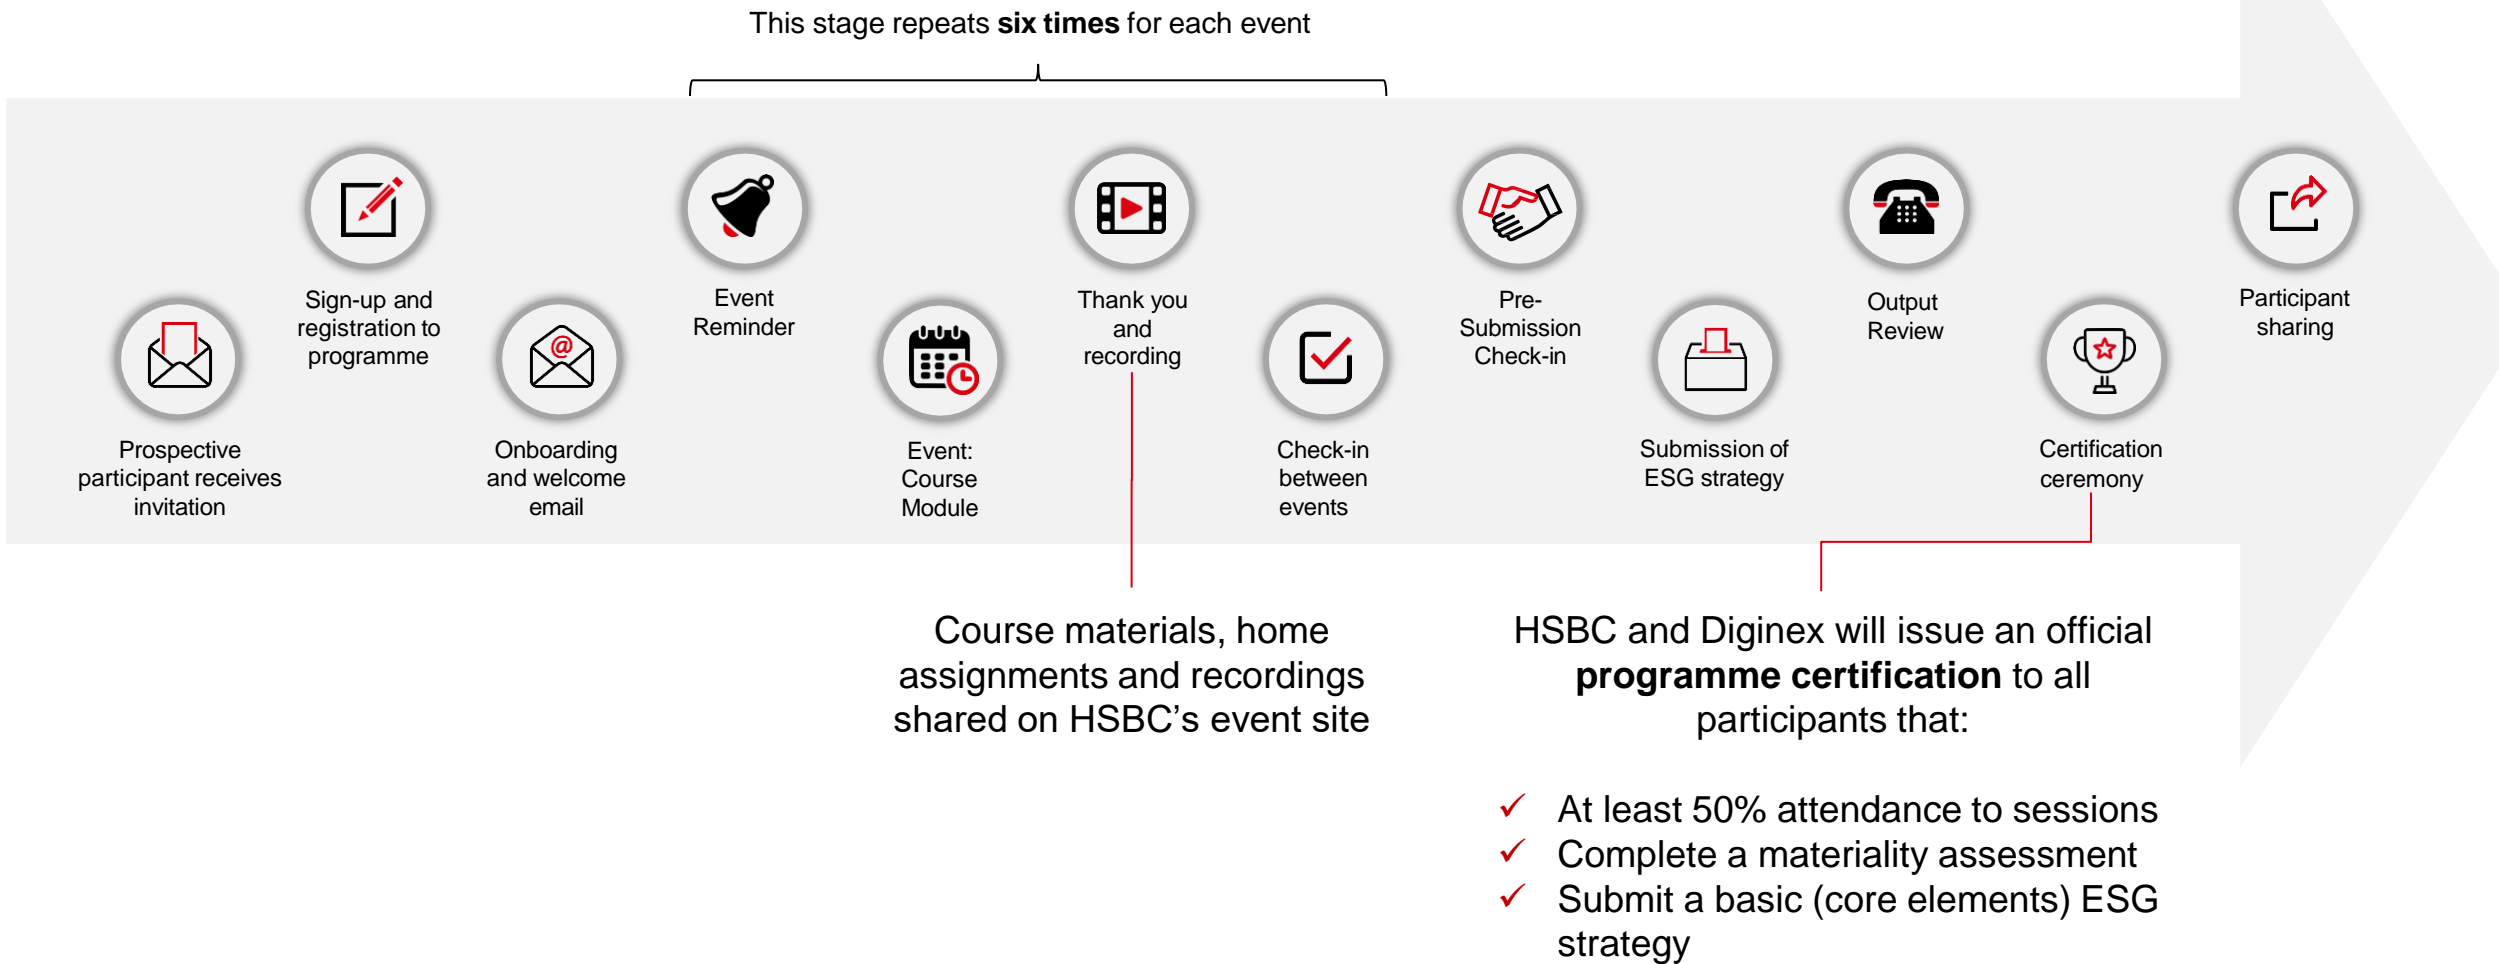 This stage repeats six times for each event
Prospective
participant receives
invitation
Sign-up and
registration to
programme
Onboarding
and welcome
email
Event
Reminder
Event:
Course
Module
Thank you
and
recording
Check-in
between
events
Pre-
Submission
Check-in
Submission of
ESG strategy
Output
Review
Certification
ceremony
Participant
sharing
Course materials, home
assignments and recordings
shared on HSBC’s event site
HSBC and Diginex will issue an official
programme certification to all
participants that:
✓ At least 50% attendance to sessions
✓ Complete a materiality assessment
✓ Submit a basic (core elements) ESG
strategy